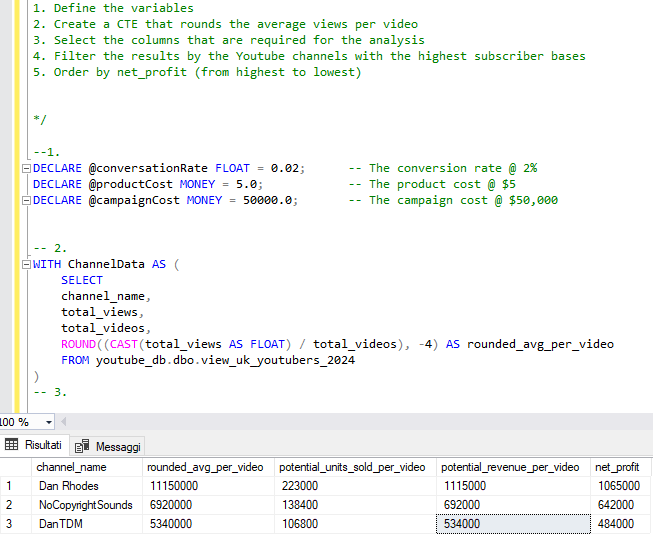 1. Define the variables
2. Create a CTE that rounds the average views per video
3. Select the columns that are required for the analysis
4. Filter the results by the Youtube channels with the highest subscriber bases
5. Order by net_profit (from highest to lowest)
*/
--1.
DECLARE @conversationRate FLOAT = 0.02; -- The conversion rate @ 2%
DECLARE @productCost MONEY = 5.0; -- The product cost @ $5
DECLARE @campaignCost MONEY = 50000.0; -- The campaign cost @ $50,000
-- 2.
WITH ChannelData AS (
SELECT
channel_name,
total_views,
total_videos,
ROUND((CAST(total_views AS FLOAT) / total_videos), -4) AS rounded_avg_per_video
FROM youtube_db.dbo.view_uk_youtubers_2024
)
-- 3.
100 %
Risultati Messaggi
channel_name rounded_avg_per_video potential_units_sold_per_video potential_revenue_per_video net_profit
1 Dan Rhodes 11150000 223000 1115000 1065000
2 NoCopyrightSounds 6920000 138400 692000 642000
3 DanTDM 5340000 106800 534000 484000